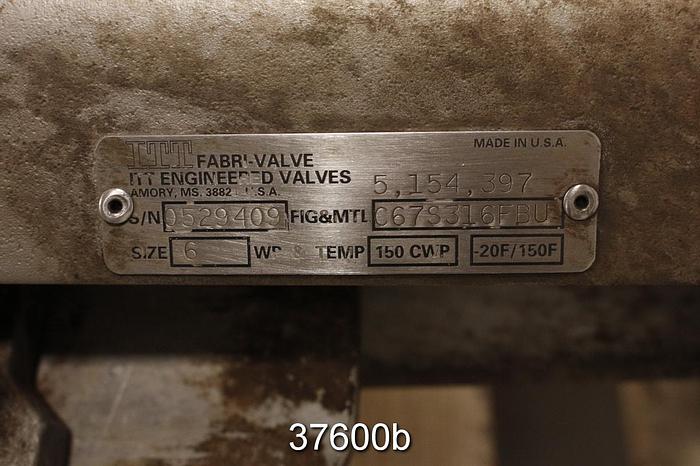 ITT FABRI-VALVE MADE IN U.S.A.
ITT ENGINEERED VALVES 5,154,397
AMORY, MS. 3882 U.S.A.
S/N 0529409 FIG&MTL C67S316FBU
SIZE 6 WP & TEMP 150 CWP -20F/150F
37600b